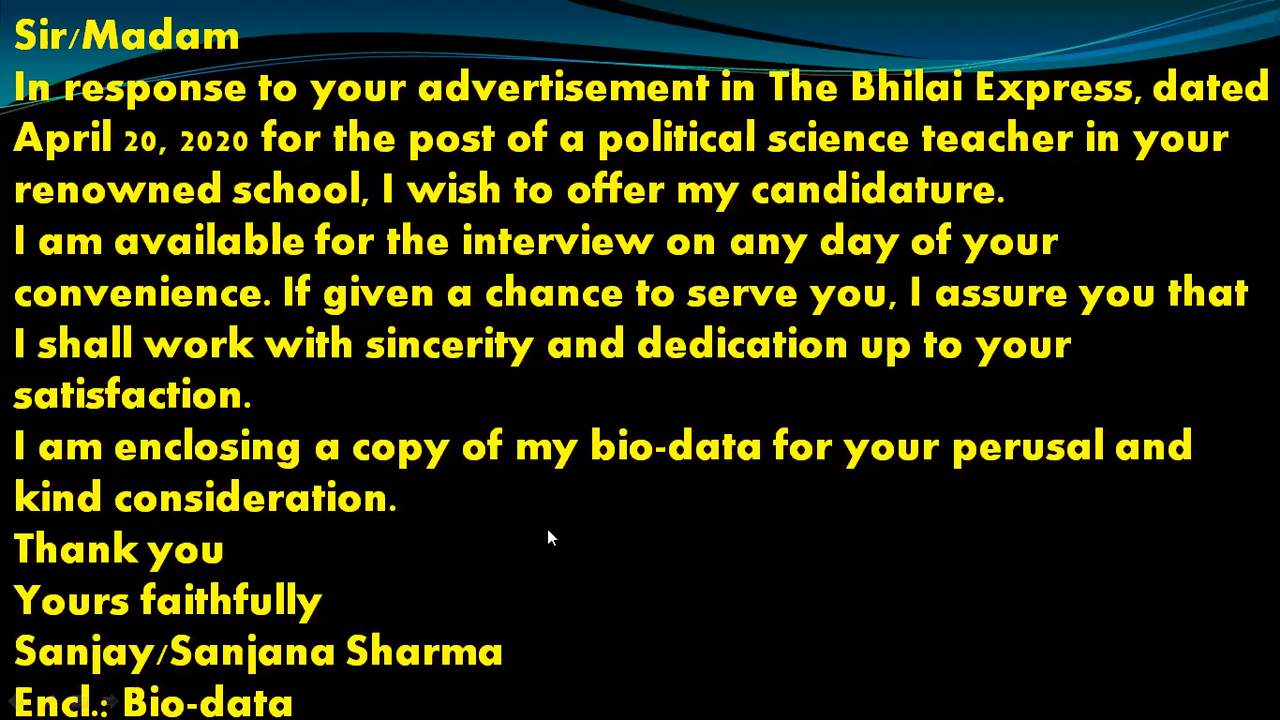 Sir/Madam
In response to your advertisement in The Bhilai Express, dated
April 20, 2020 for the post of a political science teacher in your
renowned school, I wish to offer my candidature.
I am available for the interview on any day of your
convenience. If given a chance to serve you, I assure you that
I shall work with sincerity and dedication up to your
satisfaction.
I am enclosing a copy of my bio-data for your perusal and
kind consideration.
Thank you
Yours faithfully
Sanjay/Sanjana Sharma
Encl.: Bio-data